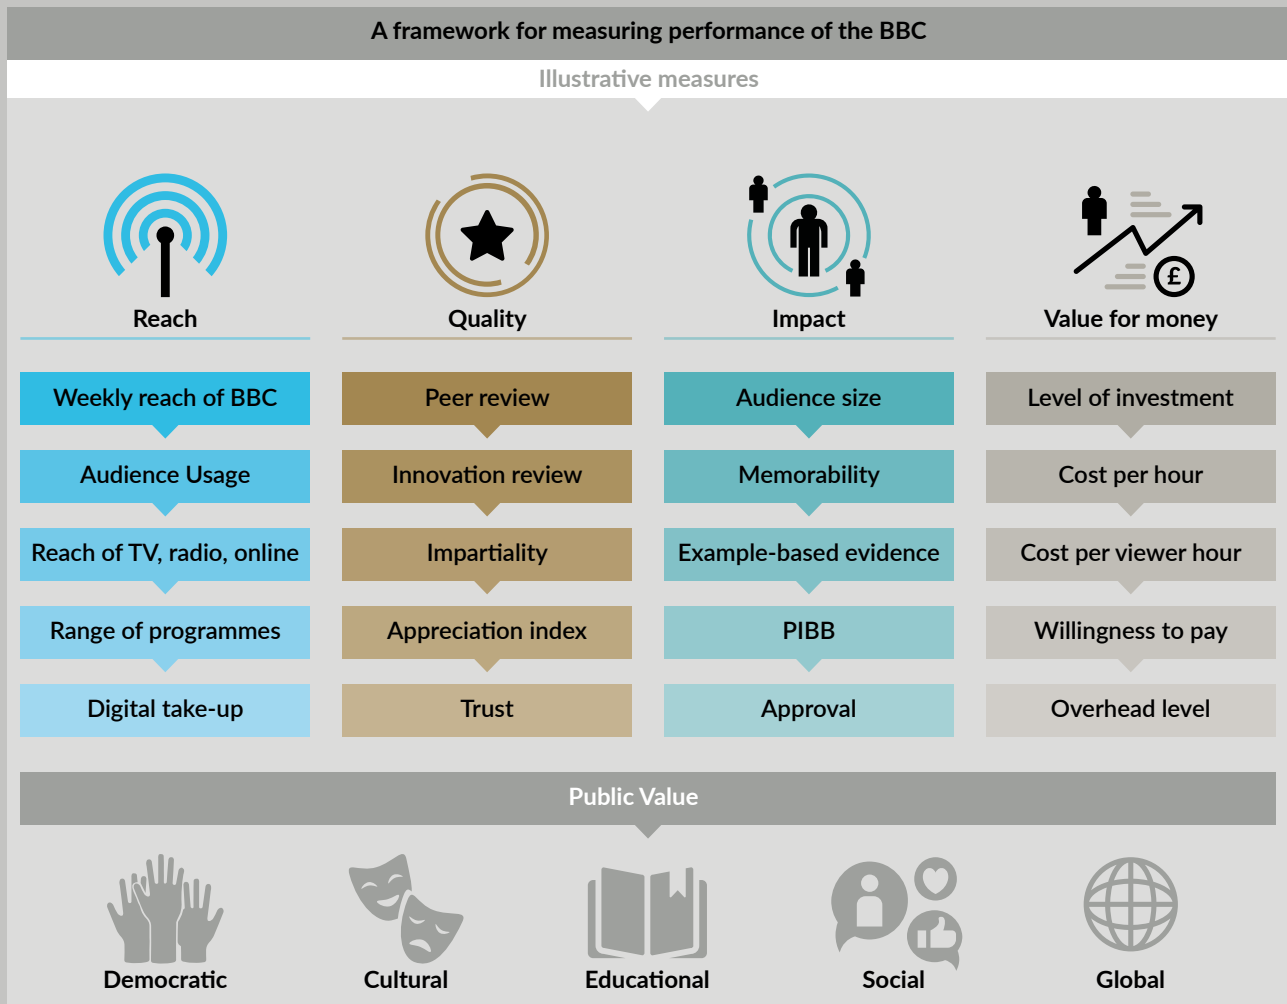 A framework for measuring performance of the BBC
Illustrative measures
£
Reach
Quality
Impact
Value for money
Weekly reach of BBC
Peer review
Audience size
Level of investment
Audience Usage
Innovation review
Memorability
Cost per hour
Reach of TV, radio, online
Impartiality
Example-based evidence
Cost per viewer hour
Range of programmes
Appreciation index
PIBB
Willingness to pay
Digital take-up
Trust
Approval
Overhead level
Public Value
Democratic
Cultural
Educational
Social
Global